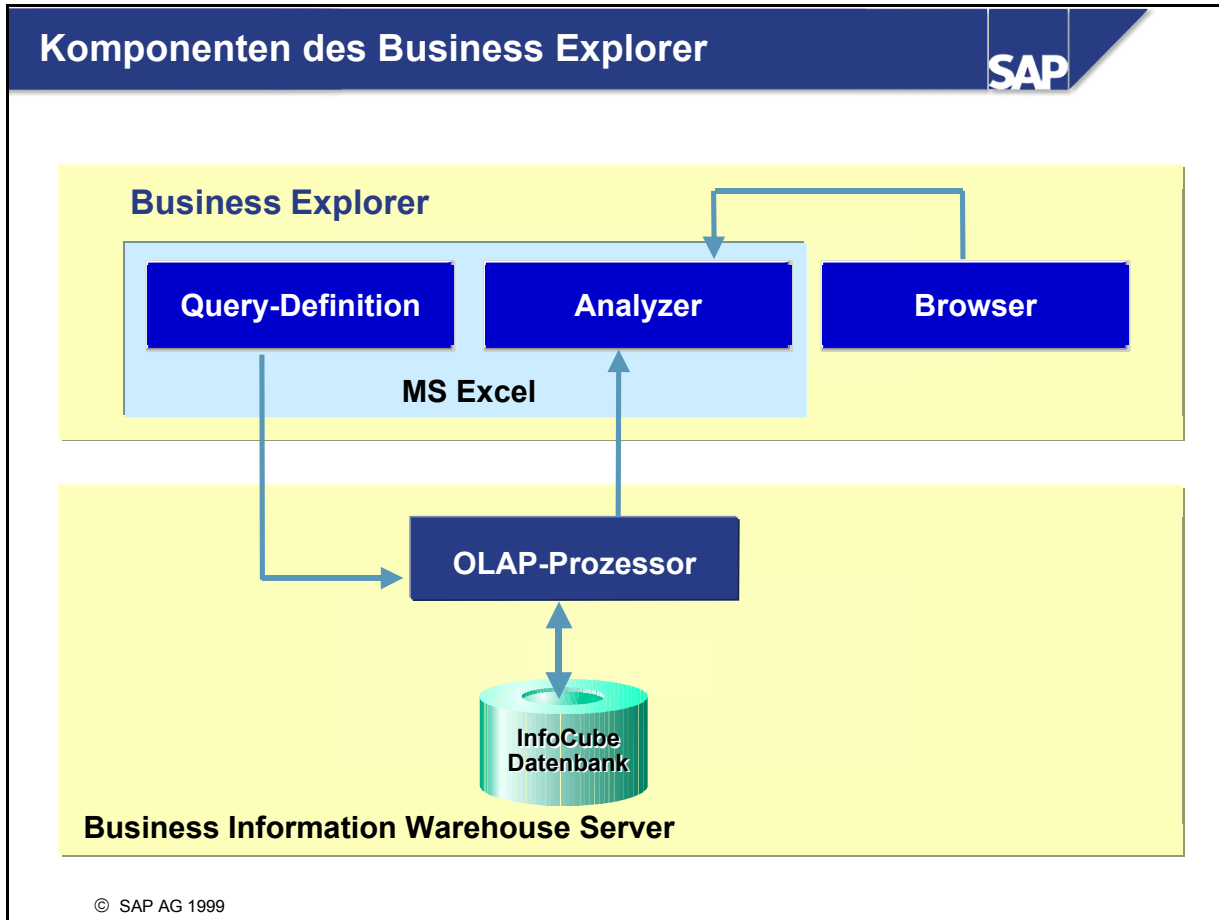 Komponenten des Business Explorer
SAP
Business Explorer
Query-Definition
Analyzer
Browser
MS Excel
OLAP-Prozessor
InfoCube
Datenbank
Business Information Warehouse Server
© SAP AG 1999